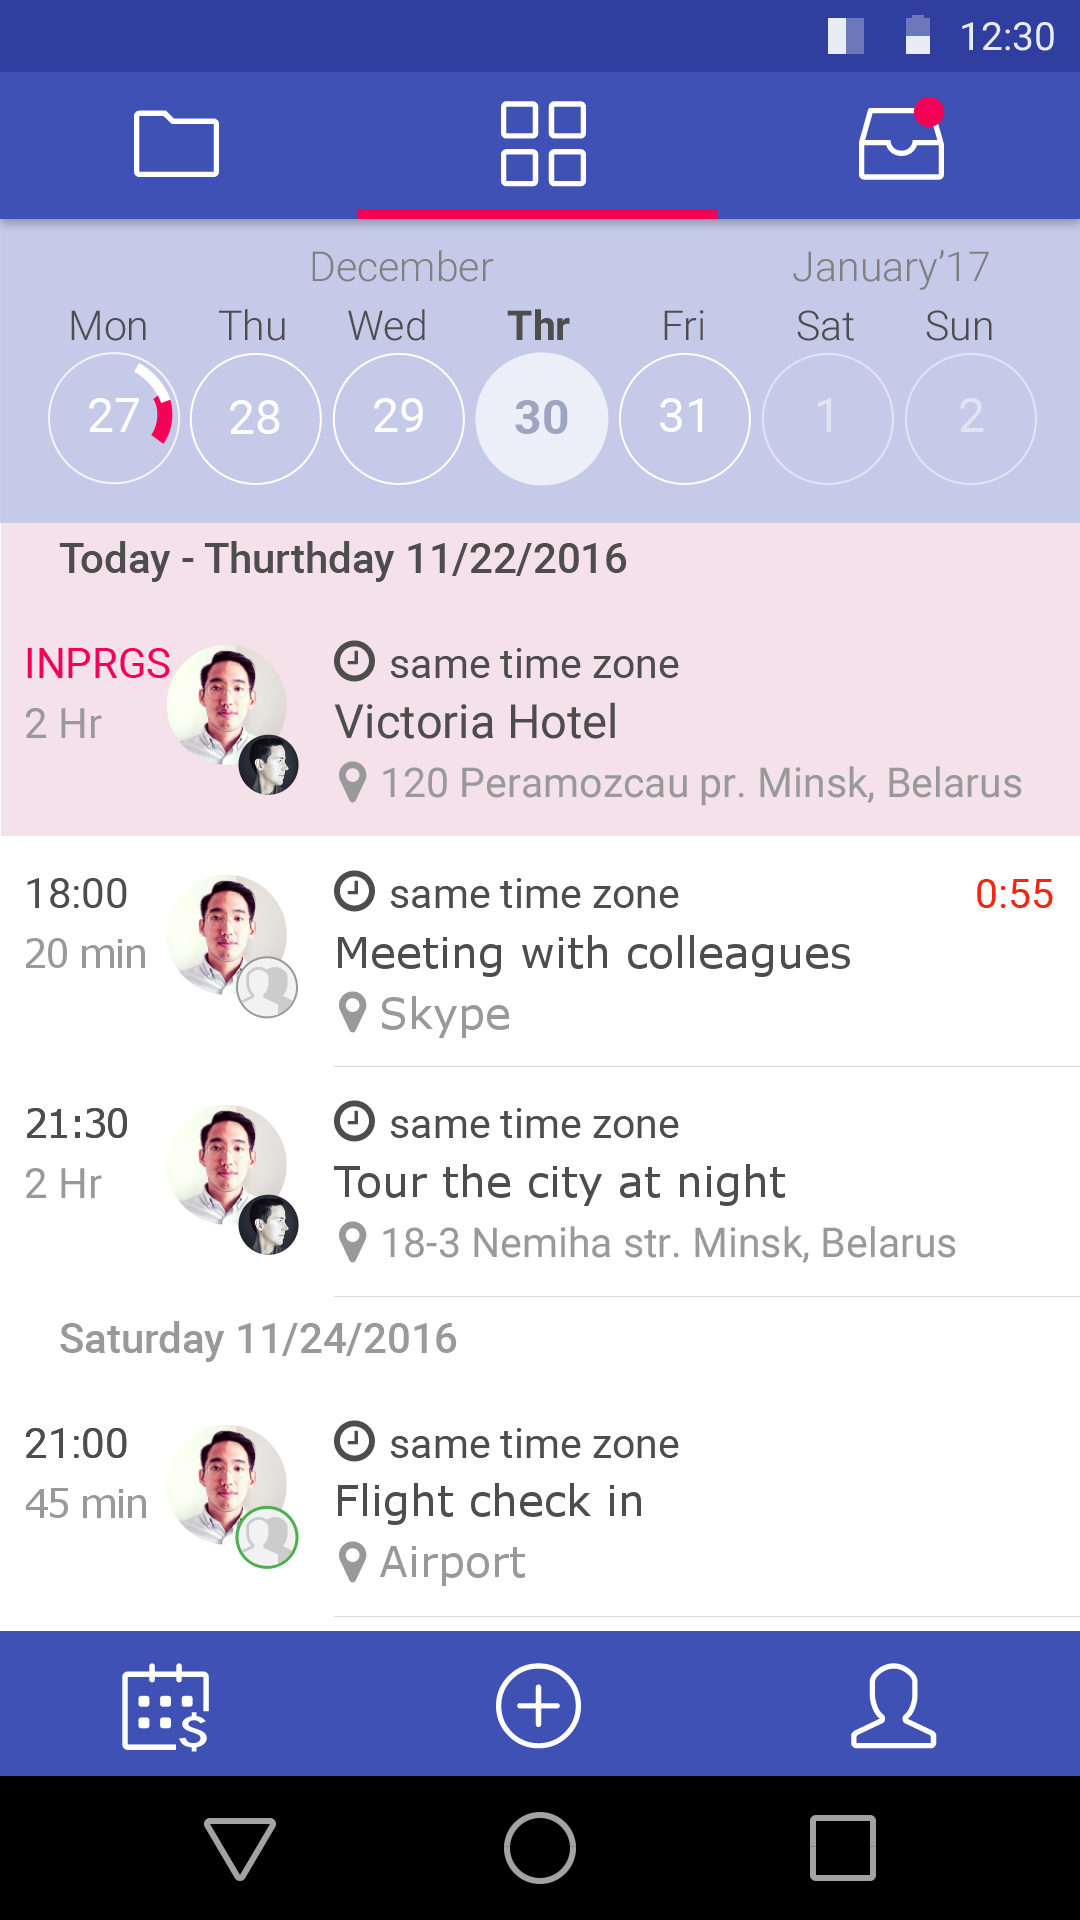 12:30
December January’17
Mon Thu Wed Thr Fri Sat Sun
27 28 29 30 31 1 2
Today - Thurthday 11/22/2016
INPRGS same time zone
2 Hr Victoria Hotel
120 Peramozcau pr. Minsk, Belarus
18:00 same time zone 0:55
20 min Meeting with colleagues
Skype
21:30 same time zone
2 Hr Tour the city at night
18-3 Nemiha str. Minsk, Belarus
Saturday 11/24/2016
21:00 same time zone
45 min Flight check in
Airport